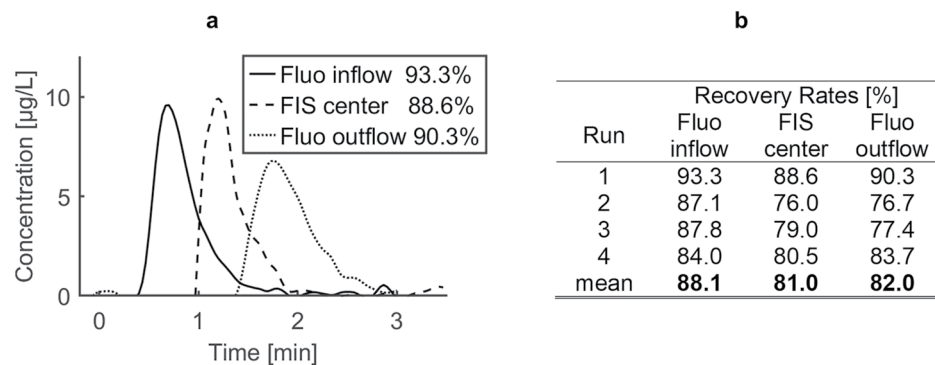 a
Concentration [µg/L]
10
5
0
0 1 2 3
Time [min]
Fluo inflow 93.3%
FIS center 88.6%
Fluo outflow 90.3%
b
Recovery Rates [%]
Run Fluo inflow FIS center Fluo outflow
1 93.3 88.6 90.3
2 87.1 76.0 76.7
3 87.8 79.0 77.4
4 84.0 80.5 83.7
mean 88.1 81.0 82.0